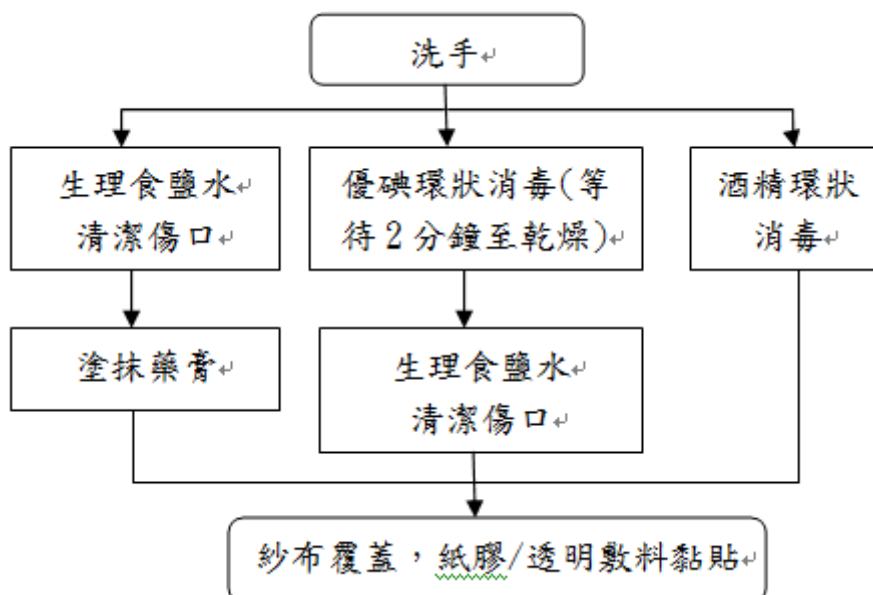 洗手
生理食鹽水
清潔傷口
優碘環狀消毒(等
待2分鐘至乾燥)
酒精環狀
消毒
塗抹藥膏
生理食鹽水
清潔傷口
紗布覆蓋，紙膠/透明敷料黏貼